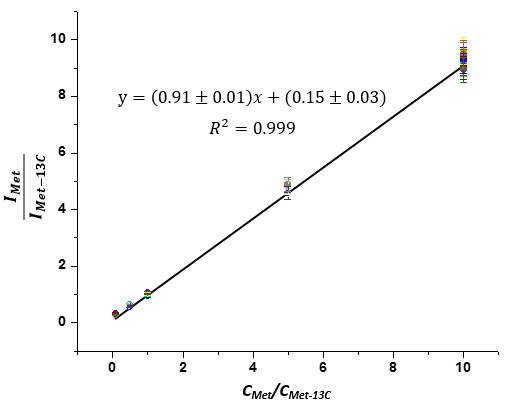 10
8
6
4
2
0
I_Met
I_Met-13C
y = (0.91 ± 0.01)x + (0.15 ± 0.03)
R² = 0.999
0 2 4 6 8 10
C_Met/C_Met-13C